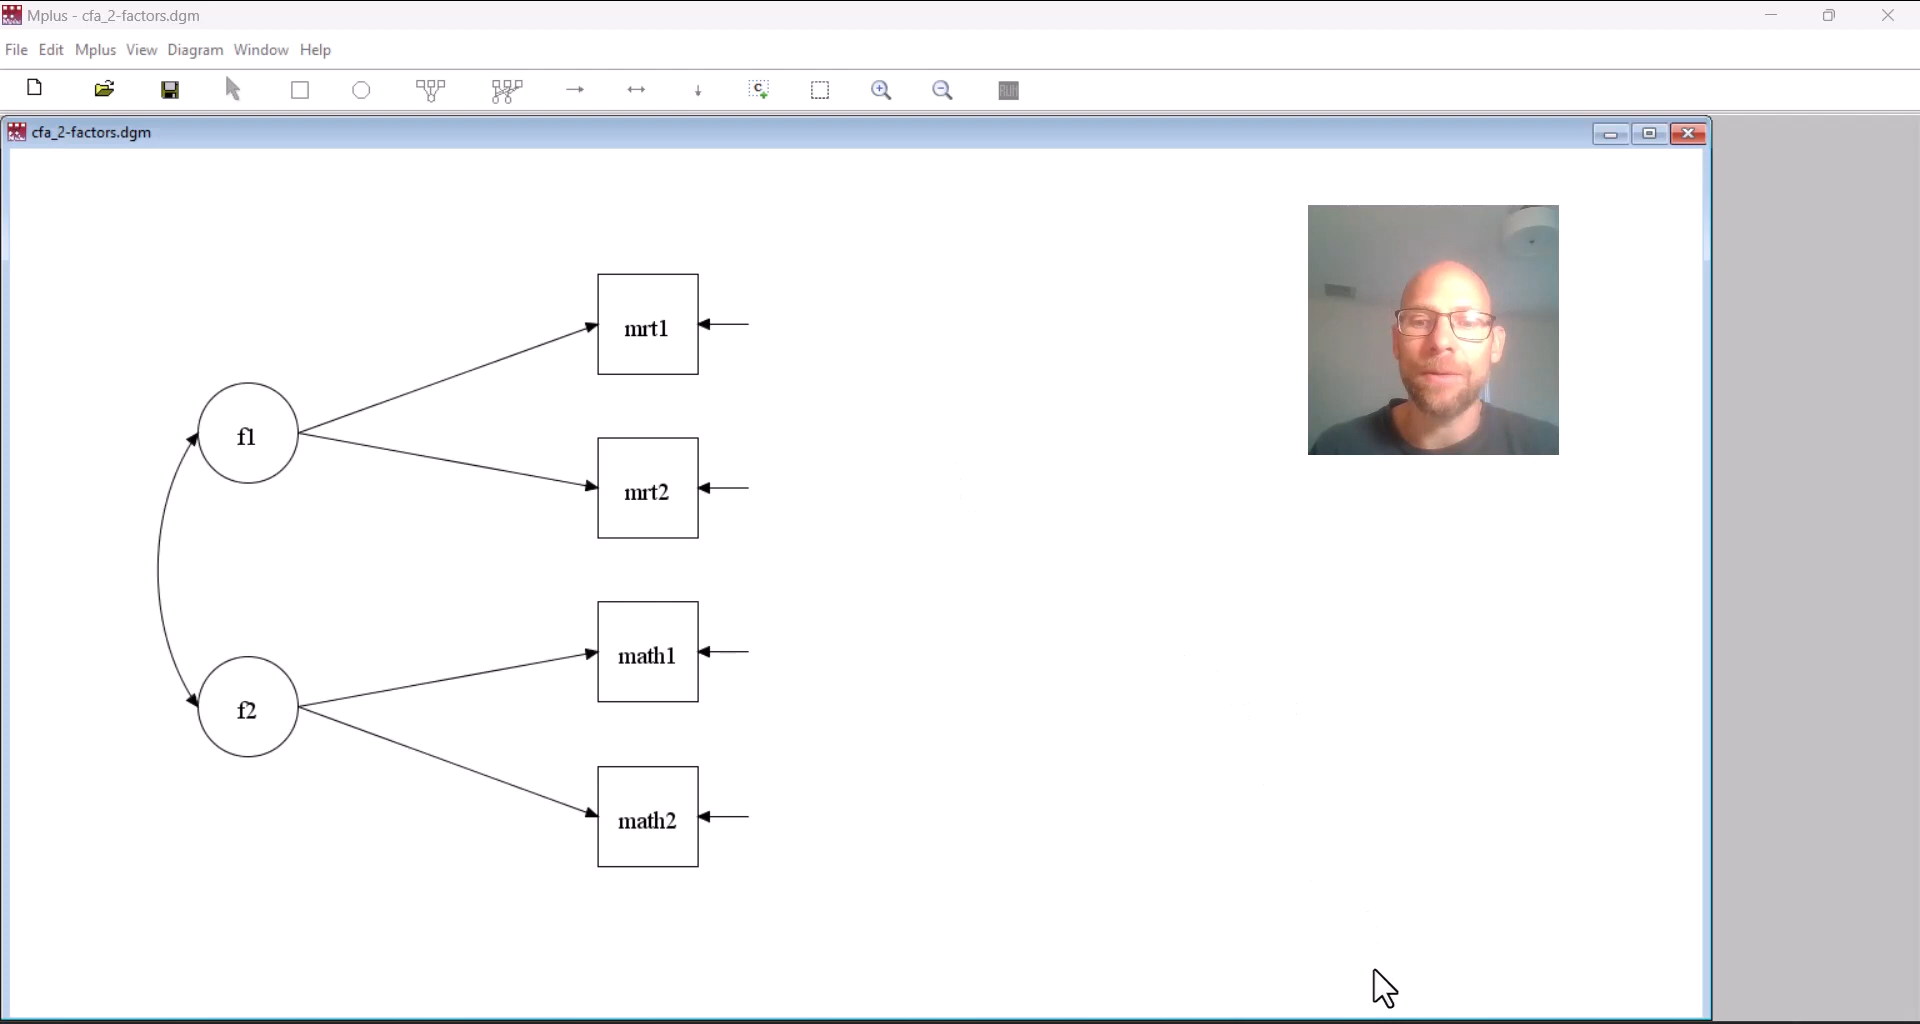 Mplus - cfa_2-factors.dgm
File Edit Mplus View Diagram Window Help
C
RUN
cfa_2-factors.dgm
mrt1
f1
mrt2
math1
f2
math2